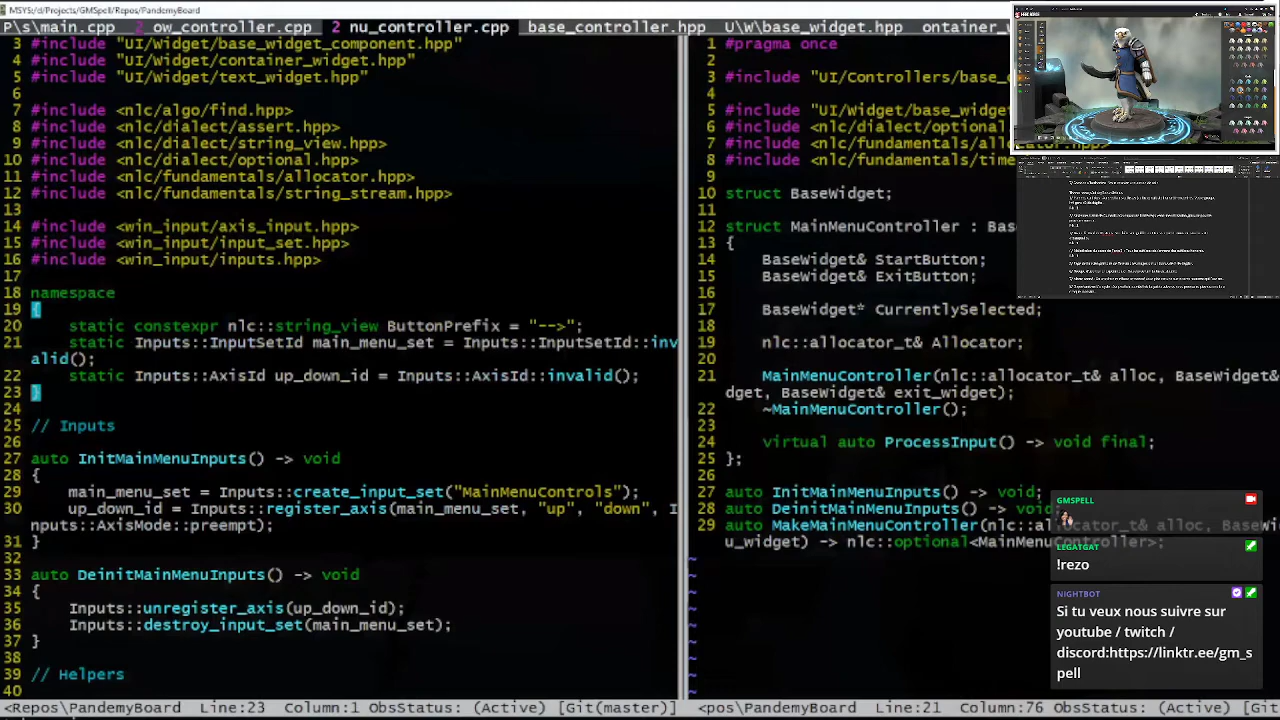 MSYS:/d/Projects/GMSpell/Repos/PandemyBoard
P\s\main.cpp 2 ow_controller.cpp 2 nu_controller.cpp base_controller.hpp U\W\base_widget.hpp ontainer_wid
3 #include "UI/Widget/base_widget_component.hpp"
4 #include "UI/Widget/container_widget.hpp"
5 #include "UI/Widget/text_widget.hpp"
6
7 #include <nlc/algo/find.hpp>
8 #include <nlc/dialect/assert.hpp>
9 #include <nlc/dialect/string_view.hpp>
10 #include <nlc/dialect/optional.hpp>
11 #include <nlc/fundamentals/allocator.hpp>
12 #include <nlc/fundamentals/string_stream.hpp>
13
14 #include <win_input/axis_input.hpp>
15 #include <win_input/input_set.hpp>
16 #include <win_input/inputs.hpp>
17
18 namespace
19 {
20 static constexpr nlc::string_view ButtonPrefix = "-->";
21 static Inputs::InputSetId main_menu_set = Inputs::InputSetId::inv
alid();
22 static Inputs::AxisId up_down_id = Inputs::AxisId::invalid();
23 }
24
25 // Inputs
26
27 auto InitMainMenuInputs() -> void
28 {
29 main_menu_set = Inputs::create_input_set("MainMenuControls");
30 up_down_id = Inputs::register_axis(main_menu_set, "up", "down", I
nputs::AxisMode::preempt);
31 }
32
33 auto DeinitMainMenuInputs() -> void
34 {
35 Inputs::unregister_axis(up_down_id);
36 Inputs::destroy_input_set(main_menu_set);
37 }
38
39 // Helpers
40
<Repos\PandemyBoard Line:23 Column:1 ObsStatus: (Active) [Git(master)]
1 #pragma once
2
3 #include "UI/Controllers/base_c
4
5 #include "UI/Widget/base_widget
6 #include <nlc/dialect/optional.
7 #include <nlc/fundamentals/allocator.h
8 #include <nlc/fundamentals/time
9
10 struct BaseWidget;
11
12 struct MainMenuController : Bas
13 {
14 BaseWidget& StartButton;
15 BaseWidget& ExitButton;
16
17 BaseWidget* CurrentlySelected;
18
19 nlc::allocator_t& Allocator;
20
21 MainMenuController(nlc::allocator_t& alloc, BaseWidget&
dget, BaseWidget& exit_widget);
22 ~MainMenuController();
23
24 virtual auto ProcessInput() -> void final;
25 };
26
27 auto InitMainMenuInputs() -> void;
28 auto DeinitMainMenuInputs() -> void;
29 auto MakeMainMenuController(nlc::allocator_t& alloc, BaseWid
u_widget) -> nlc::optional<MainMenuController>;
~
~
~
~
~
~
~
~
~
<pos\PandemyBoard Line:21 Column:76 ObsStatus: (Active) [Git
GMSPELL
LEGATGAT
!rezo
NIGHTBOT
Si tu veux nous suivre sur
youtube / twitch /
discord:https://linktr.ee/gm_s
pell